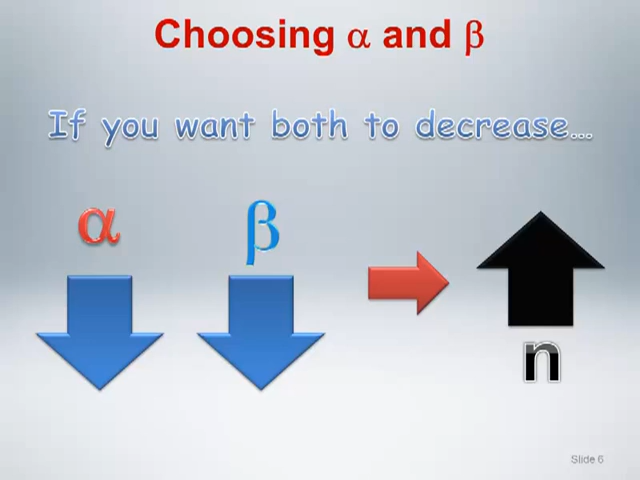 Choosing α and β
If you want both to decrease...
α β
n
Slide 6